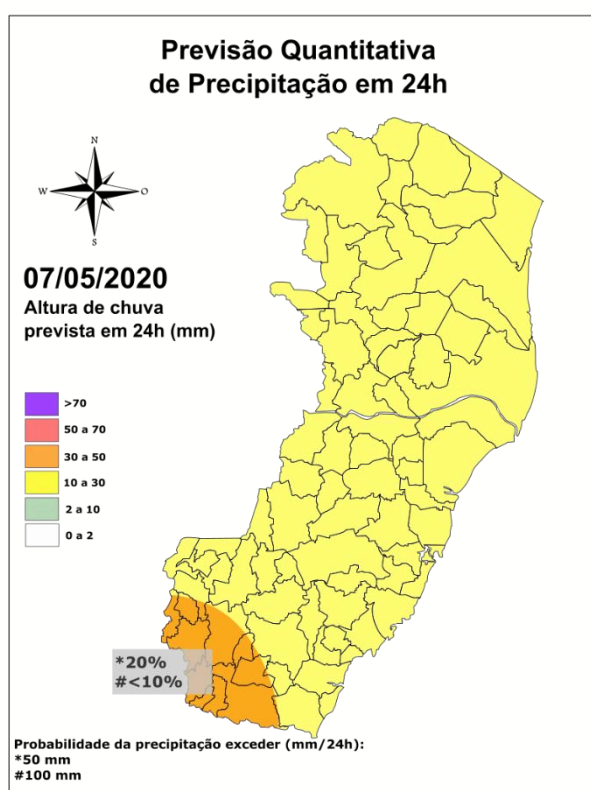 Previsão Quantitativa
de Precipitação em 24h
N
W
O
S
07/05/2020
Altura de chuva
prevista em 24h (mm)
>70
50 a 70
30 a 50
10 a 30
2 a 10
0 a 2
*20%
#<10%
Probabilidade da precipitação exceder (mm/24h):
*50 mm
#100 mm